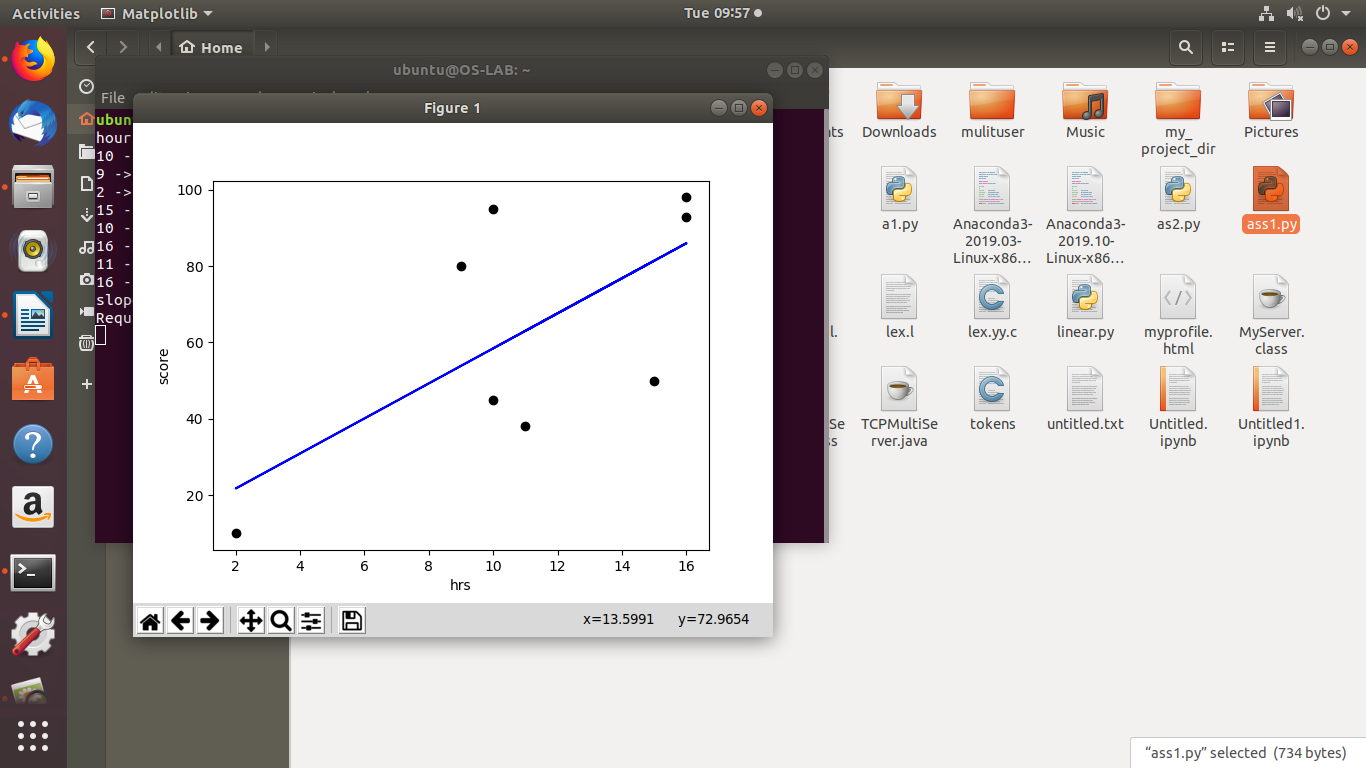 Activities
Matplotlib
Tue 09:57
Home
ubuntu@OS-LAB: ~
File
Figure 1
ubun
hour
10 -
9 ->
2 ->
15 -
10 -
16 -
11 -
16 -
slop
Requ
100
80
60
40
20
score
2 4 6 8 10 12 14 16
hrs
x=13.5991 y=72.9654
nts
Downloads
mulituser
Music
my_
project_dir
Pictures
a1.py
Anaconda3-
2019.03-
Linux-x86...
Anaconda3-
2019.10-
Linux-x86...
as2.py
ass1.py
l.
lex.l
lex.yy.c
linear.py
myprofile.
html
MyServer.
class
Se
ss
TCPMultiSe
rver.java
tokens
untitled.txt
Untitled.
ipynb
Untitled1.
ipynb
“ass1.py” selected (734 bytes)